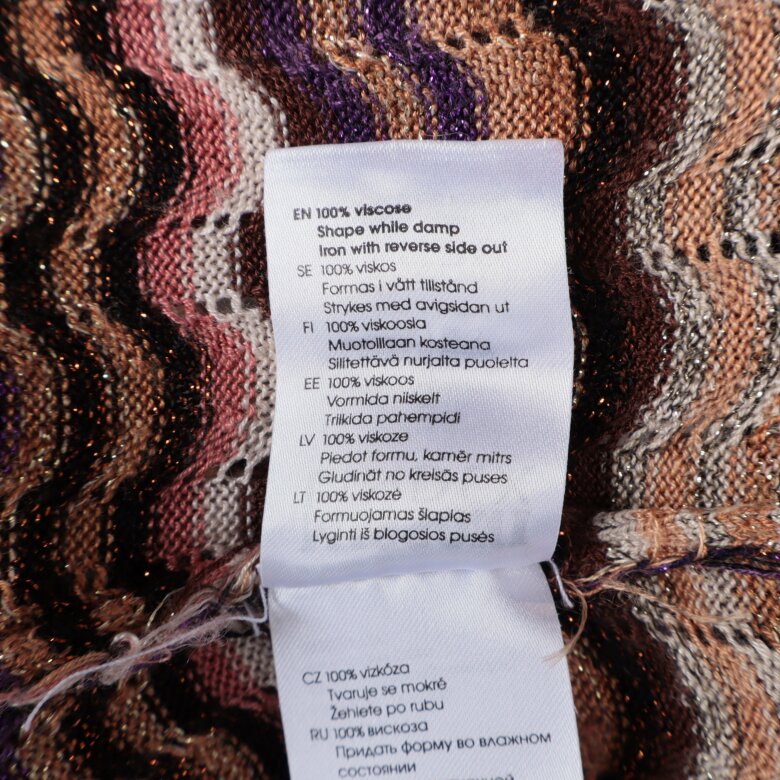 EN 100% viscose
Shape while damp
Iron with reverse side out
SE 100% viskos
Formas i vått tillstånd
Strykes med avigsidan ut
FI 100% viskoosia
Muotoillaan kosteana
Silitettävä nurjalta puolelta
EE 100% viskoos
Vormida niiskelt
Triikida pahempidi
LV 100% viskoze
Piedot formu, kamēr mitrs
Gludināt no kreisās puses
LT 100% viskozė
Formuojamas šlapias
Lyginti iš blogosios pusės
CZ 100% vizkóza
Tvaruje se mokré
Žehlete po rubu
RU 100% вискоза
Придать форму во влажном
состоянии